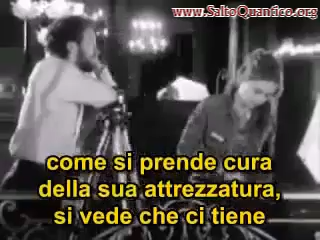 www.SaltoQuantico.org
come si prende cura
della sua attrezzatura,
si vede che ci tiene